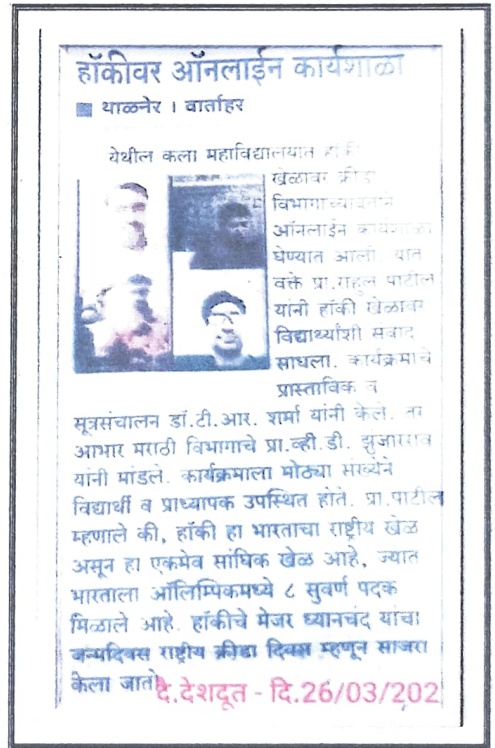 हॉकीवर ऑनलाईन कार्यशाळा
थाळनेर । वार्ताहर
येथील कला महाविद्यालयात हॉकी
खेळावर क्रीडा
विभागाच्यावतीने
ऑनलाईन कार्यशाळा
घेण्यात आली. यात
वक्ते प्रा.राहुल पाटील
यांनी हॉकी खेळावर
विद्यार्थ्यांशी संवाद
साधला. कार्यक्रमाचे
प्रास्ताविक व
सूत्रसंचालन डॉ.टी.आर. शर्मा यांनी केले. तर
आभार मराठी विभागाचे प्रा.व्ही.डी. झुंजारराव
यांनी मांडले. कार्यक्रमाला मोठ्या संख्येने
विद्यार्थी व प्राध्यापक उपस्थित होते. प्रा.पाटील
म्हणाले की, हॉकी हा भारताचा राष्ट्रीय खेळ
असून हा एकमेव सांघिक खेळ आहे, ज्यात
भारताला ऑलिम्पिकमध्ये ८ सुवर्ण पदक
मिळाले आहे. हॉकीचे मेजर ध्यानचंद यांचा
जन्मदिवस राष्ट्रीय क्रीडा दिवस म्हणून साजरा
केला जातो
दै.देशदूत - दि.26/03/202